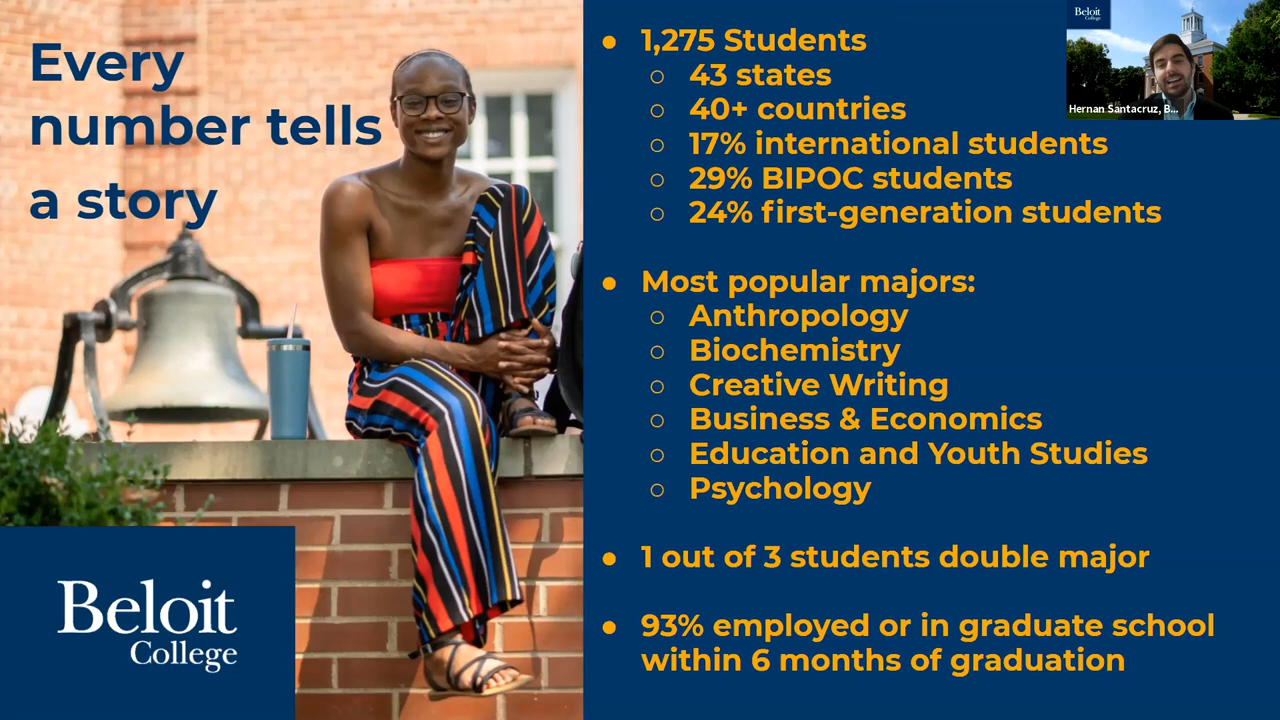 Every
number tells
a story
Beloit
College
● 1,275 Students
○ 43 states
○ 40+ countries
○ 17% international students
○ 29% BIPOC students
○ 24% first-generation students
● Most popular majors:
○ Anthropology
○ Biochemistry
○ Creative Writing
○ Business & Economics
○ Education and Youth Studies
○ Psychology
● 1 out of 3 students double major
● 93% employed or in graduate school
within 6 months of graduation
Beloit
College
Hernan Santacruz, B...